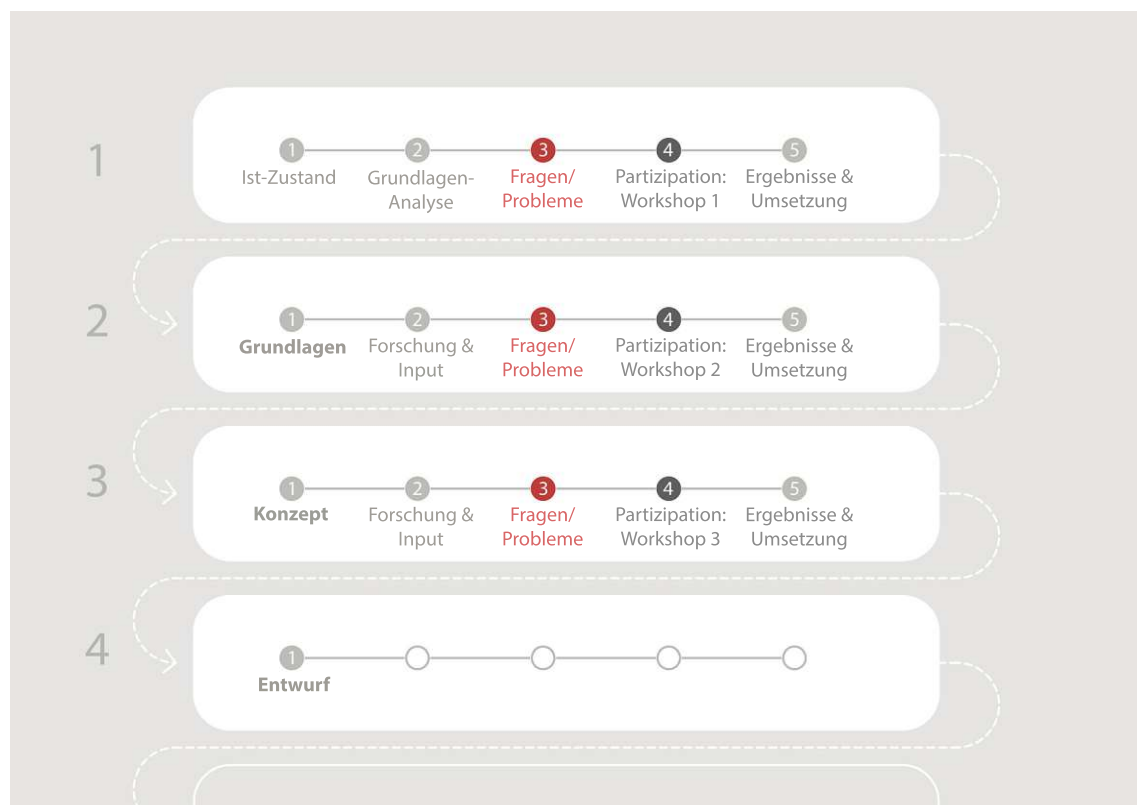 1
1 2 3 4 5
Ist-Zustand Grundlagen- Fragen/ Partizipation: Ergebnisse &
Analyse Probleme Workshop 1 Umsetzung
2
1 2 3 4 5
Grundlagen Forschung & Fragen/ Partizipation: Ergebnisse &
Input Probleme Workshop 2 Umsetzung
3
1 2 3 4 5
Konzept Forschung & Fragen/ Partizipation: Ergebnisse &
Input Probleme Workshop 3 Umsetzung
4
1
Entwurf